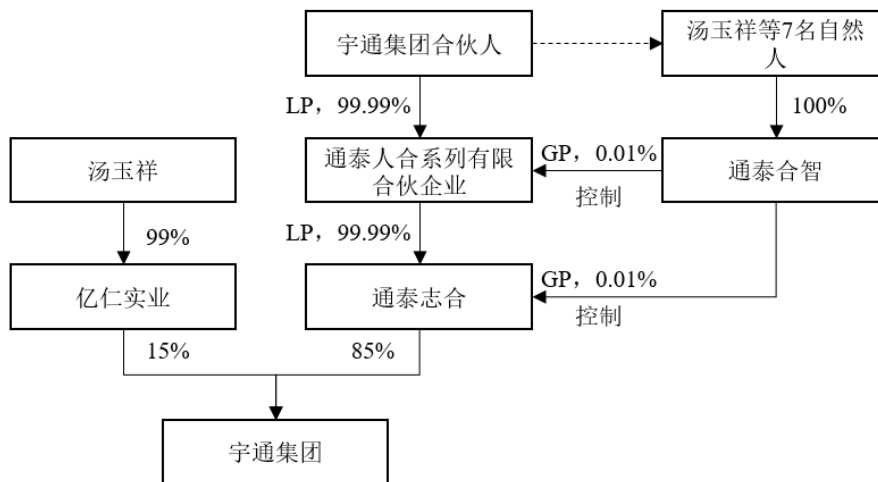 宇通集团合伙人
汤玉祥等7名自然
人
LP，99.99%
100%
汤玉祥
通泰人合系列有限
合伙企业
GP，0.01%
控制
通泰合智
99%
LP，99.99%
亿仁实业
通泰志合
GP，0.01%
控制
15%
85%
宇通集团